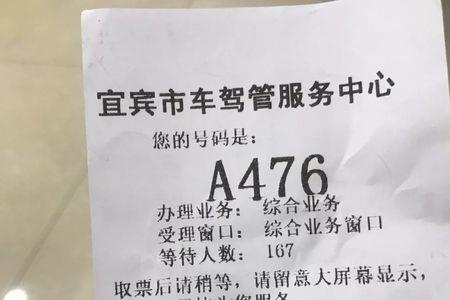 宜宾市车驾管服务中心
您的号码是：
A476
办理业务： 综合业务
受理窗口： 综合业务窗口
等待人数： 167
取票后请稍等，请留意大屏幕显示，